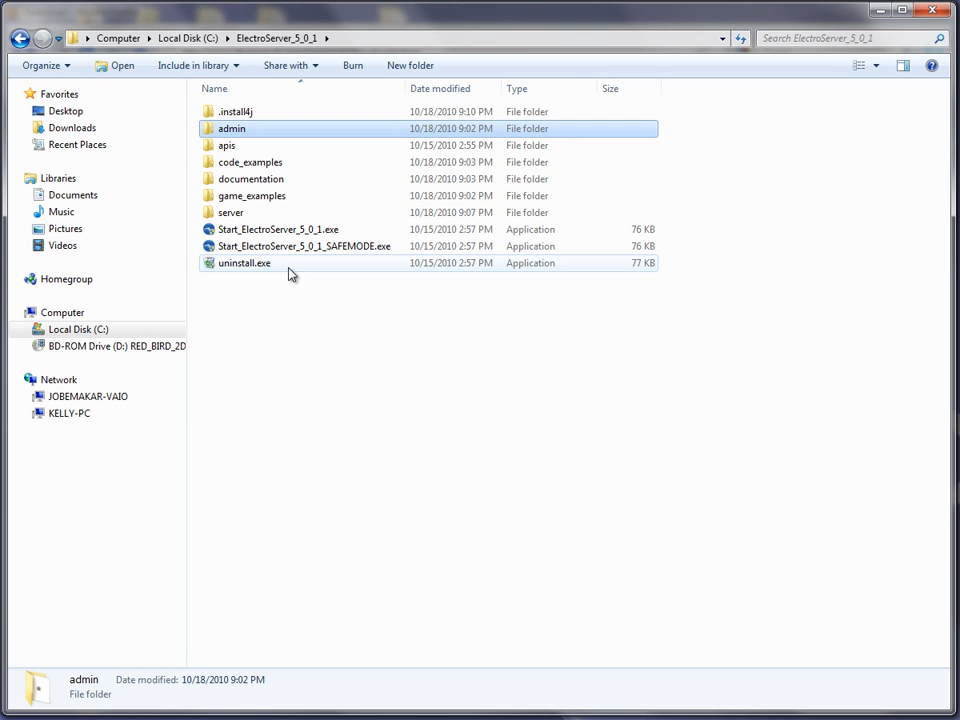 Computer Local Disk (C:) ElectroServer_5_0_1 Search ElectroServer_5_0_1
Organize Open Include in library Share with Burn New folder
Favorites
Desktop
Downloads
Recent Places
Libraries
Documents
Music
Pictures
Videos
Homegroup
Computer
Local Disk (C:)
BD-ROM Drive (D:) RED_BIRD_2D
Network
JOBEMAKAR-VAIO
KELLY-PC
Name Date modified Type Size
.install4j 10/18/2010 9:10 PM File folder
admin 10/18/2010 9:02 PM File folder
apis 10/15/2010 2:55 PM File folder
code_examples 10/18/2010 9:03 PM File folder
documentation 10/18/2010 9:03 PM File folder
game_examples 10/18/2010 9:02 PM File folder
server 10/18/2010 9:07 PM File folder
Start_ElectroServer_5_0_1.exe 10/15/2010 2:57 PM Application 76 KB
Start_ElectroServer_5_0_1_SAFEMODE.exe 10/15/2010 2:57 PM Application 76 KB
uninstall.exe 10/15/2010 2:57 PM Application 77 KB
admin Date modified: 10/18/2010 9:02 PM
File folder